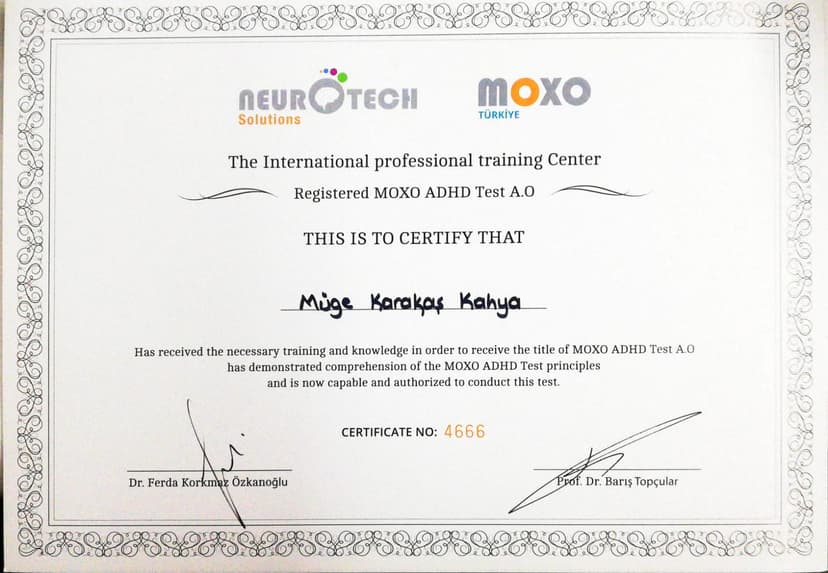 NEUROTECH
Solutions
MOXO
TÜRKİYE
The International professional training Center
Registered MOXO ADHD Test A.O
THIS IS TO CERTIFY THAT
Müge Karakaş Kahya
Has received the necessary training and knowledge in order to receive the title of MOXO ADHD Test A.O
has demonstrated comprehension of the MOXO ADHD Test principles
and is now capable and authorized to conduct this test.
CERTIFICATE NO: 4666
Dr. Ferda Korkmaz Özkanoğlu
Prof. Dr. Barış Topçular